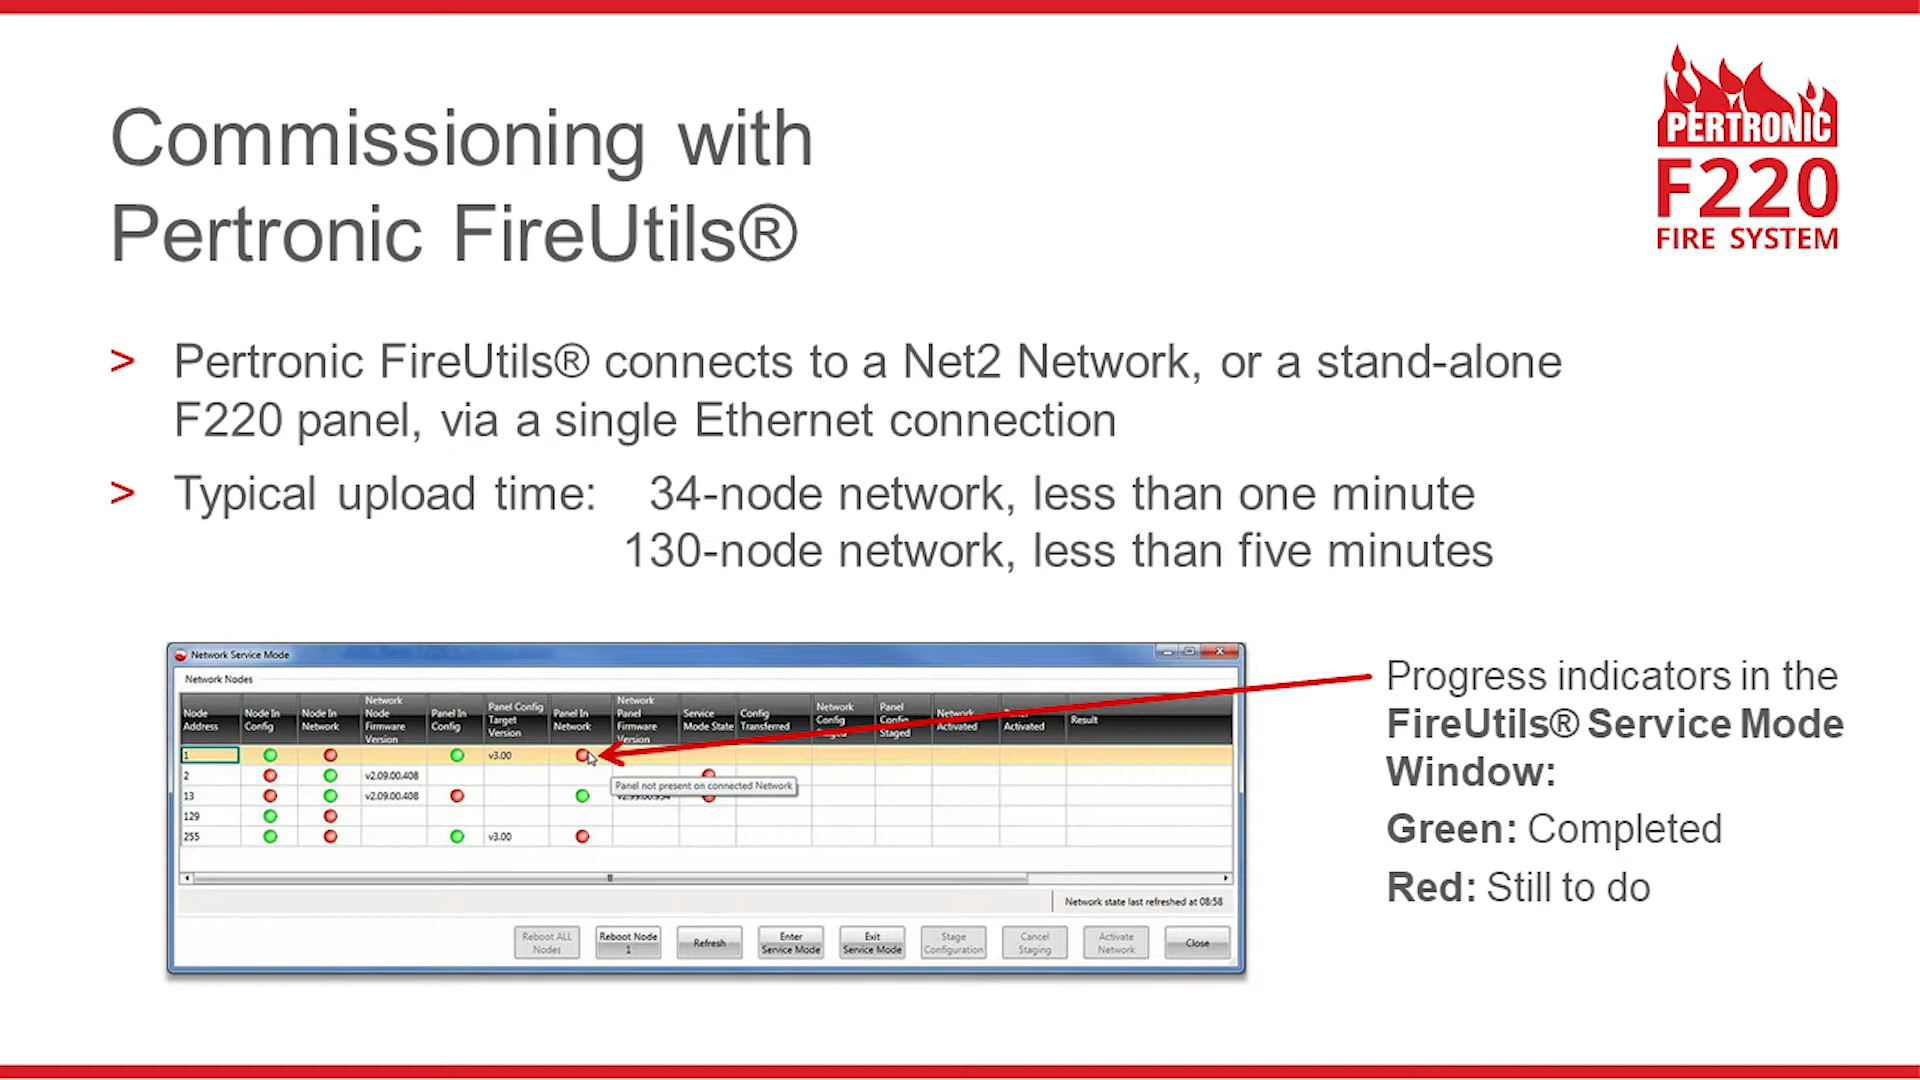 PERTRONIC
F220
FIRE SYSTEM
Commissioning with
Pertronic FireUtils®
> Pertronic FireUtils® connects to a Net2 Network, or a stand-alone
F220 panel, via a single Ethernet connection
> Typical upload time: 34-node network, less than one minute
130-node network, less than five minutes
Network Service Mode
Network Nodes
Node Address
Node In Config
Node In Network
Network Node Firmware Version
Panel In Config
Panel Config Target Version
Panel In Network
Network Panel Firmware Version
Service Mode State
Config Transferred
Network Config
Panel Config Staged
Network Activated
Activated
Result
1 v3.00
2 v2.09.00.408
Panel not present on connected Network
13 v2.09.00.408
129
255 v3.00
Network state last refreshed at 08:58
Reboot ALL Nodes
Reboot Node 1
Refresh
Enter Service Mode
Exit Service Mode
Stage Configuration
Cancel Staging
Activate Network
Close
Progress indicators in the
FireUtils® Service Mode
Window:
Green: Completed
Red: Still to do